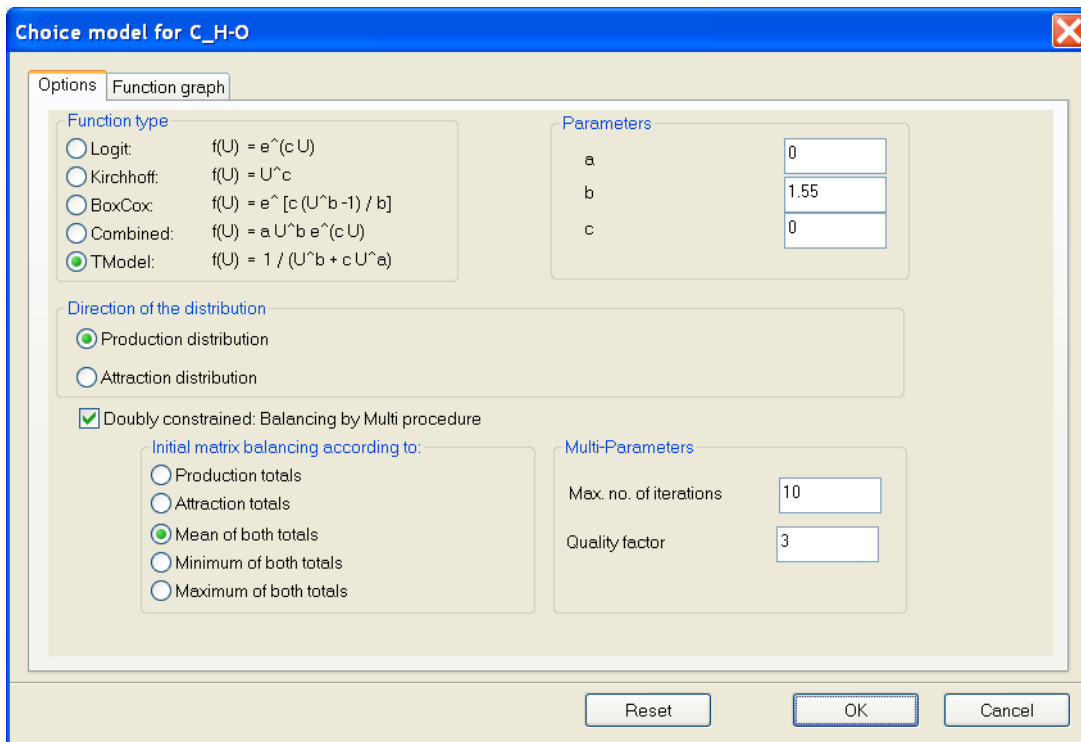 Choice model for C_H-O
Options Function graph
Function type
Logit: f(U) = e^(c U)
Kirchhoff: f(U) = U^c
BoxCox: f(U) = e^ [c (U^b -1) / b]
Combined: f(U) = a U^b e^(c U)
TModel: f(U) = 1 / (U^b + c U^a)
Parameters
a 0
b 1.55
c 0
Direction of the distribution
Production distribution
Attraction distribution
Doubly constrained: Balancing by Multi procedure
Initial matrix balancing according to:
Production totals
Attraction totals
Mean of both totals
Minimum of both totals
Maximum of both totals
Multi-Parameters
Max. no. of iterations 10
Quality factor 3
Reset OK Cancel